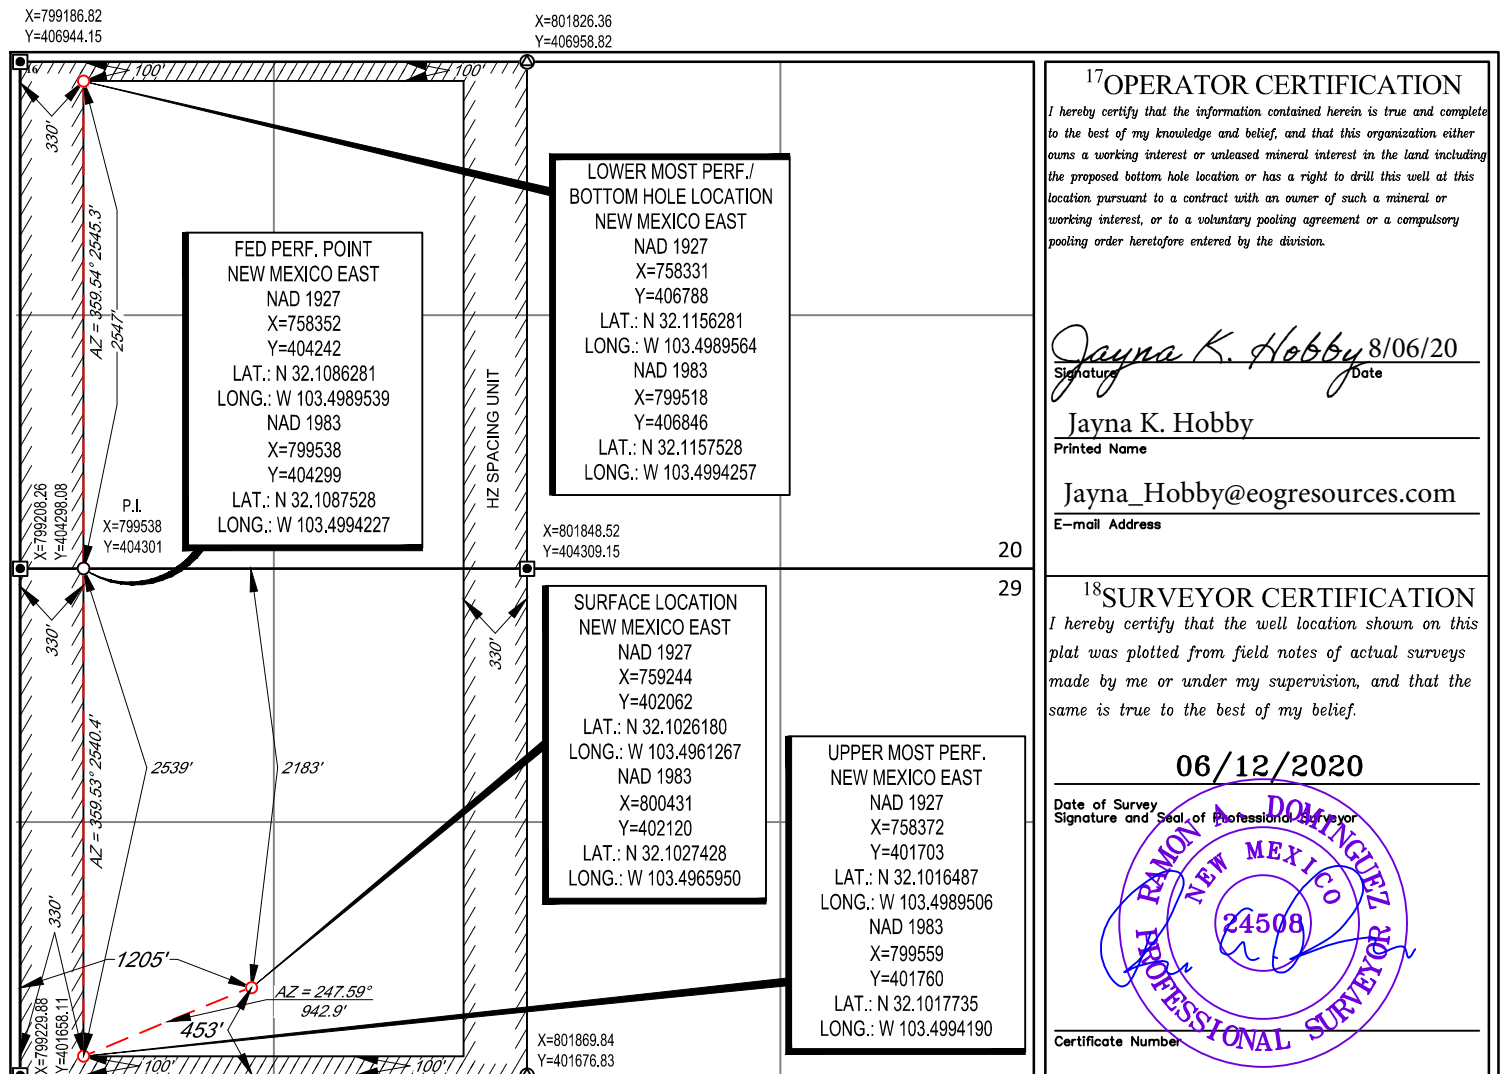 X=799186.82
Y=406944.15
X=801826.36
Y=406958.82
16
100'
100'
330'
AZ = 359.54° 2545.3'
2547'
FED PERF. POINT
NEW MEXICO EAST
NAD 1927
X=758352
Y=404242
LAT.: N 32.1086281
LONG.: W 103.4989539
NAD 1983
X=799538
Y=404299
LAT.: N 32.1087528
LONG.: W 103.4994227
LOWER MOST PERF./
BOTTOM HOLE LOCATION
NEW MEXICO EAST
NAD 1927
X=758331
Y=406788
LAT.: N 32.1156281
LONG.: W 103.4989564
NAD 1983
X=799518
Y=406846
LAT.: N 32.1157528
LONG.: W 103.4994257
HZ SPACING UNIT
X=799208.26
Y=404298.08
P.I.
X=799538
Y=404301
X=801848.52
Y=404309.15
20
29
330'
330'
AZ = 359.53° 2540.4'
2539'
2183'
SURFACE LOCATION
NEW MEXICO EAST
NAD 1927
X=759244
Y=402062
LAT.: N 32.1026180
LONG.: W 103.4961267
NAD 1983
X=800431
Y=402120
LAT.: N 32.1027428
LONG.: W 103.4965950
UPPER MOST PERF.
NEW MEXICO EAST
NAD 1927
X=758372
Y=401703
LAT.: N 32.1016487
LONG.: W 103.4989506
NAD 1983
X=799559
Y=401760
LAT.: N 32.1017735
LONG.: W 103.4994190
330'
1205'
AZ = 247.59°
942.9'
453'
X=799229.88
Y=401658.11
100'
100'
X=801869.84
Y=401676.83
17OPERATOR CERTIFICATION
I hereby certify that the information contained herein is true and complete
to the best of my knowledge and belief, and that this organization either
owns a working interest or unleased mineral interest in the land including
the proposed bottom hole location or has a right to drill this well at this
location pursuant to a contract with an owner of such a mineral or
working interest, or to a voluntary pooling agreement or a compulsory
pooling order heretofore entered by the division.
Jayna K. Hobby 8/06/20
Signature Date
Jayna K. Hobby
Printed Name
Jayna_Hobby@eogresources.com
E-mail Address
18SURVEYOR CERTIFICATION
I hereby certify that the well location shown on this
plat was plotted from field notes of actual surveys
made by me or under my supervision, and that the
same is true to the best of my belief.
06/12/2020
Date of Survey
Signature and Seal of Professional Surveyor
RAMON A. DOMINGUEZ
NEW MEXICO
24508
PROFESSIONAL SURVEYOR
Certificate Number